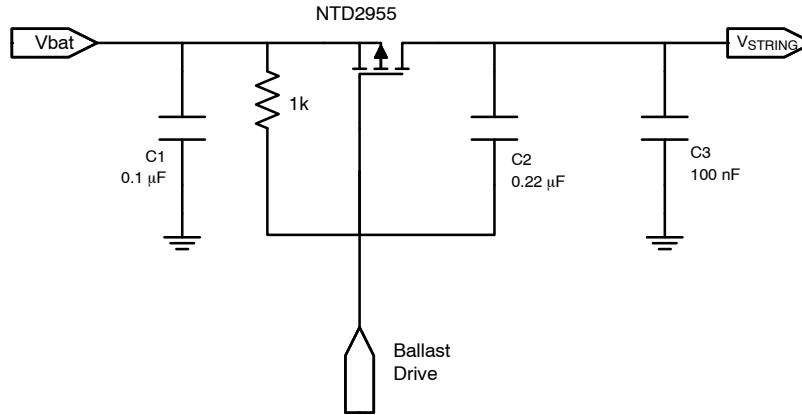 NTD2955
Vbat
VSTRING
1k
C1
0.1 µF
C2
0.22 µF
C3
100 nF
Ballast
Drive